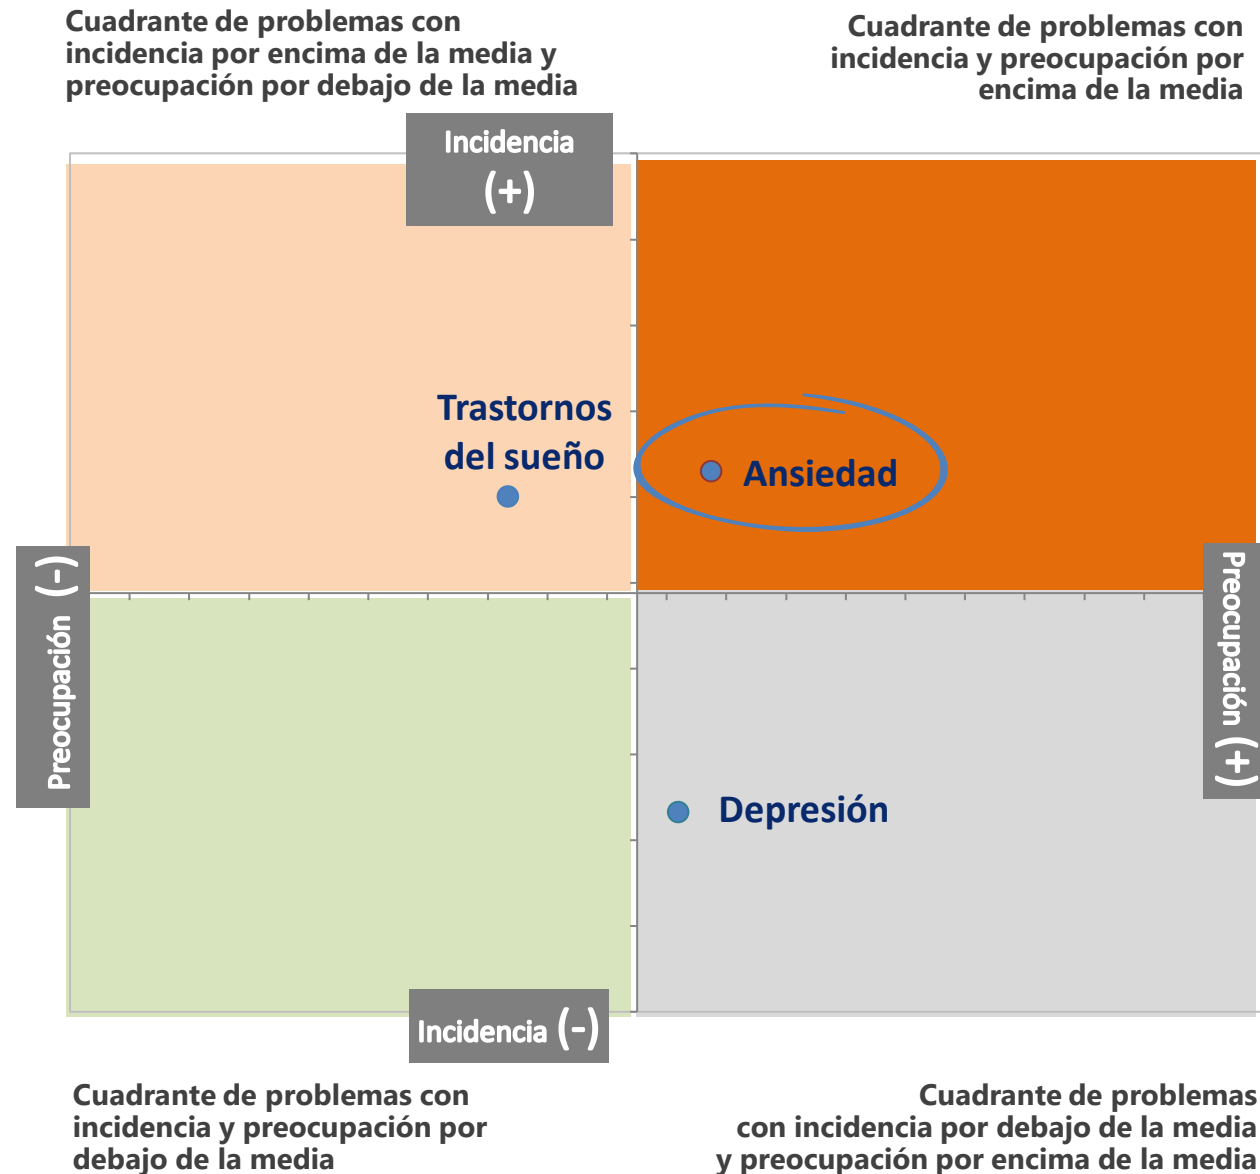 Cuadrante de problemas con
incidencia por encima de la media y
preocupación por debajo de la media
Cuadrante de problemas con
incidencia y preocupación por
encima de la media
Incidencia
(+)
Trastornos
del sueño
Ansiedad
Preocupación (-)
Preocupación (+)
Depresión
Incidencia (-)
Cuadrante de problemas con
incidencia y preocupación por
debajo de la media
Cuadrante de problemas
con incidencia por debajo de la media
y preocupación por encima de la media